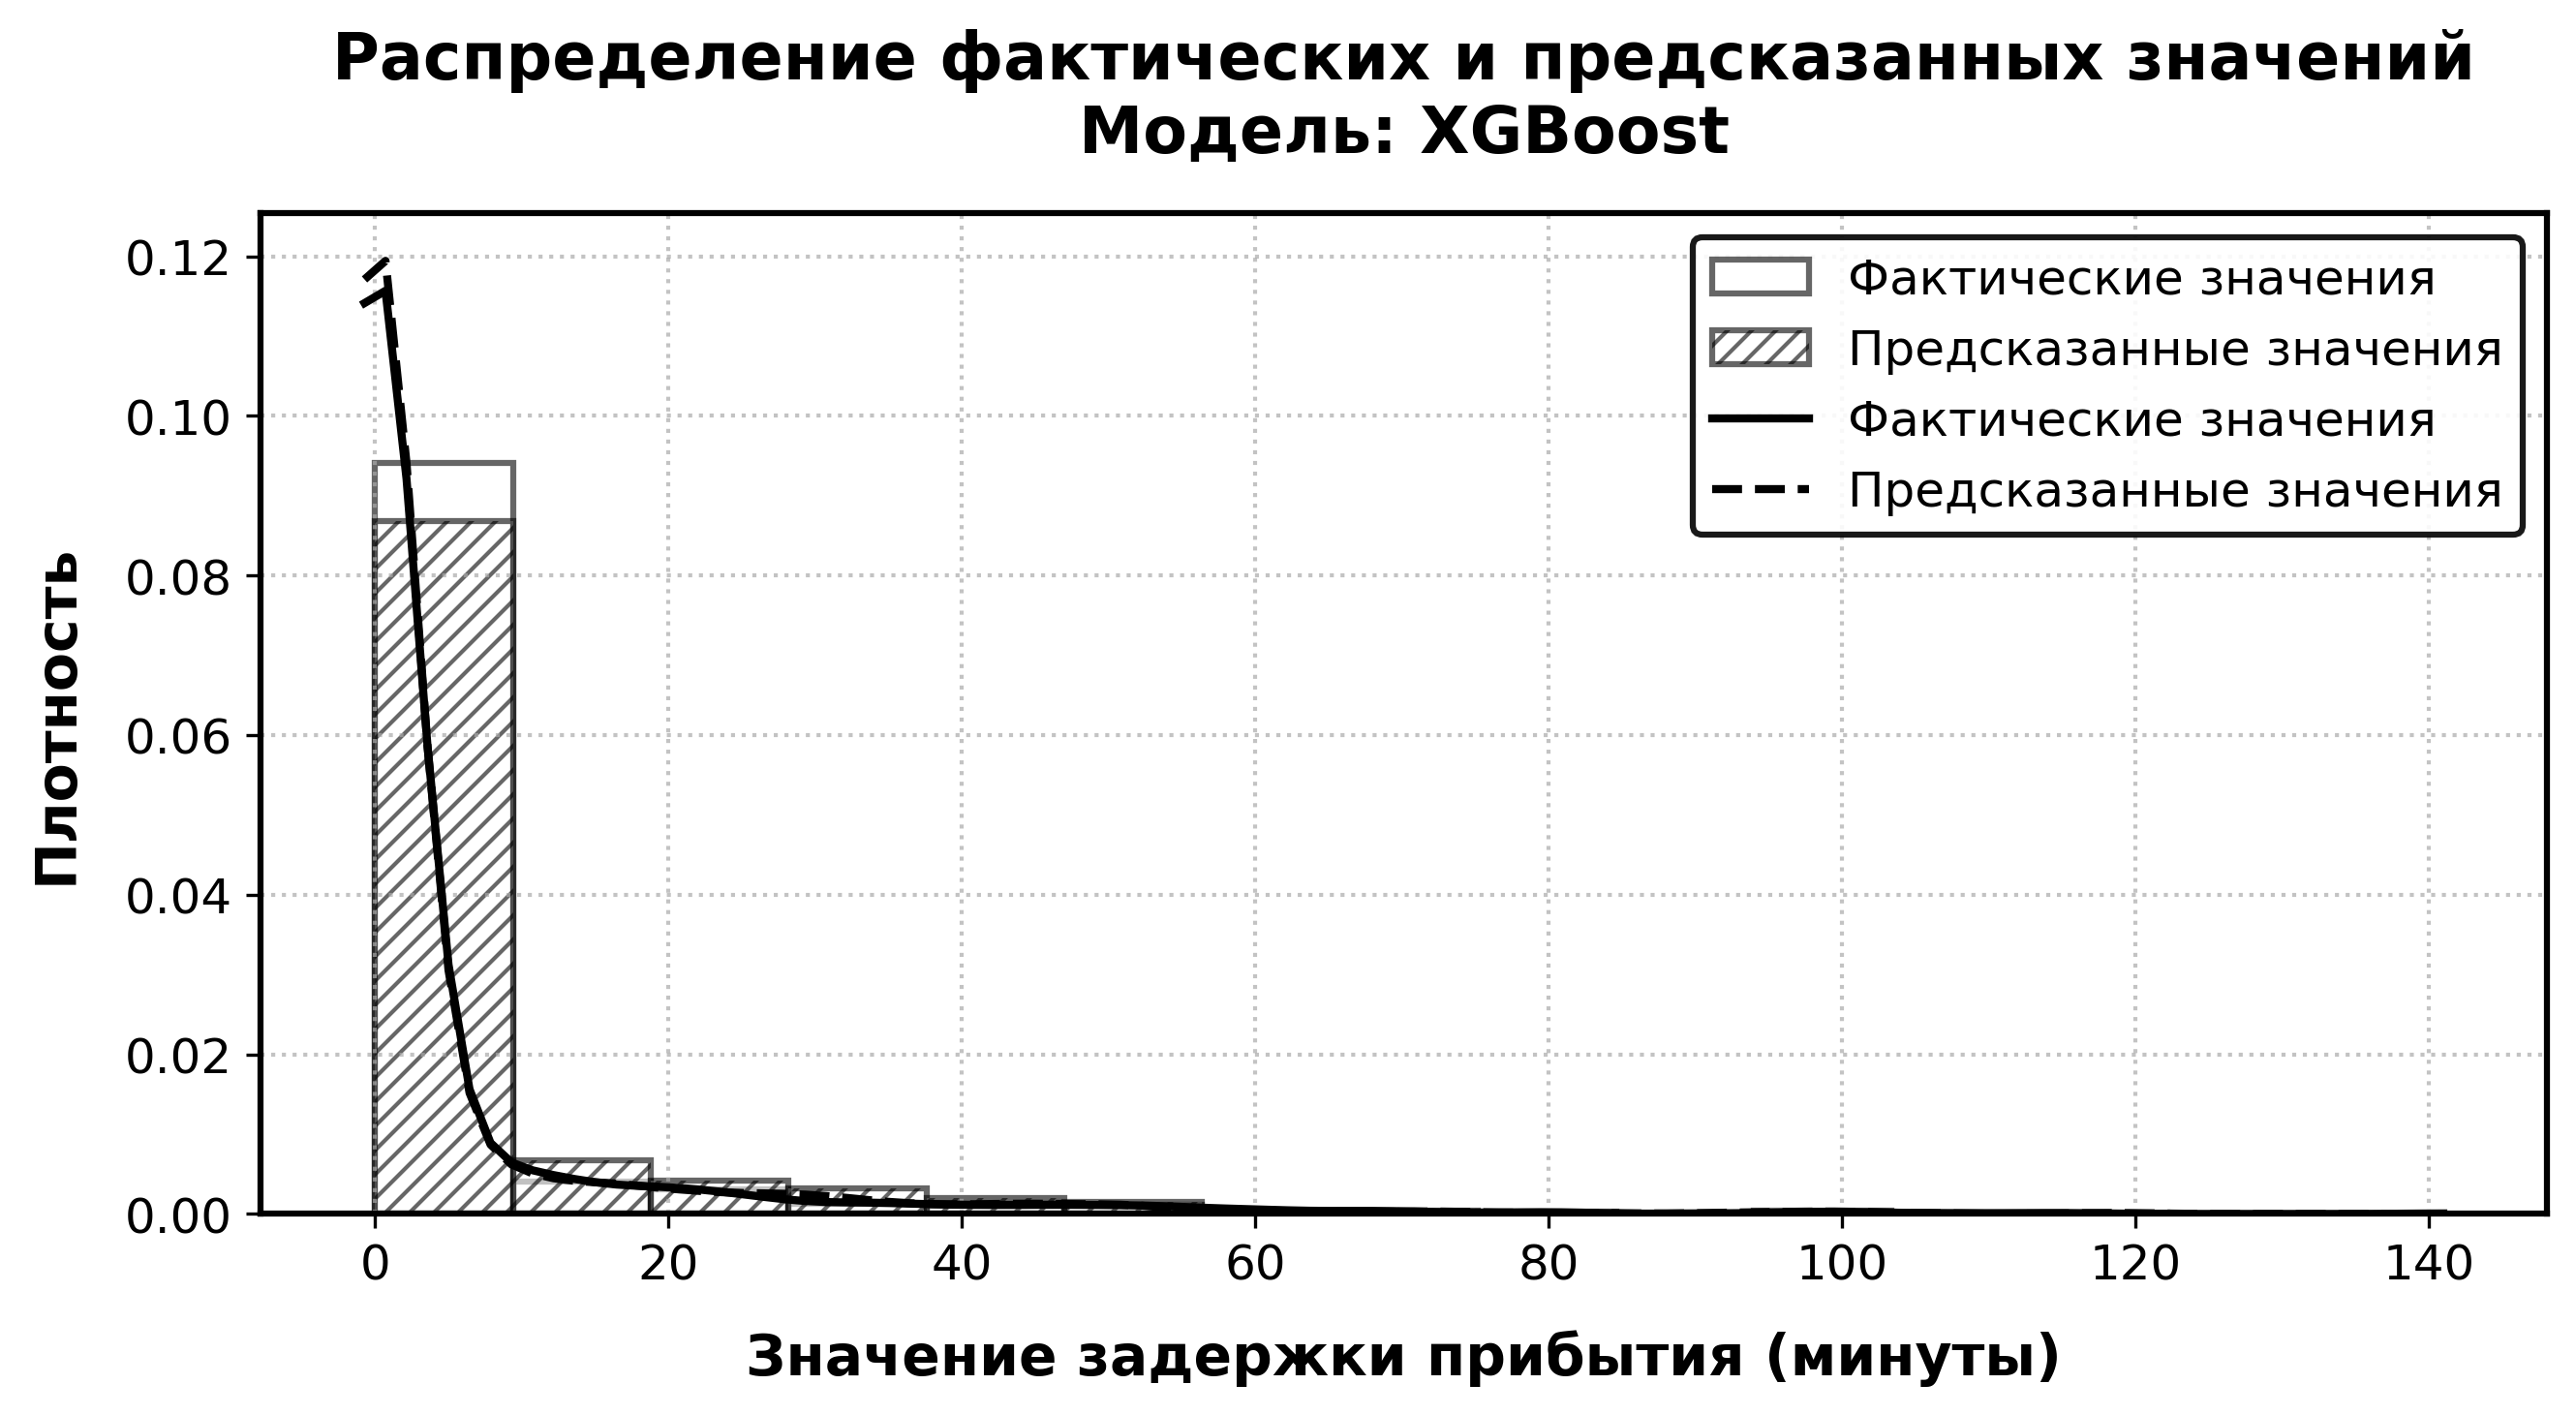 Распределение фактических и предсказанных значений
Модель: XGBoost
Плотность
0.12
0.10
0.08
0.06
0.04
0.02
0.00
Фактические значения
Предсказанные значения
Фактические значения
Предсказанные значения
0 20 40 60 80 100 120 140
Значение задержки прибытия (минуты)